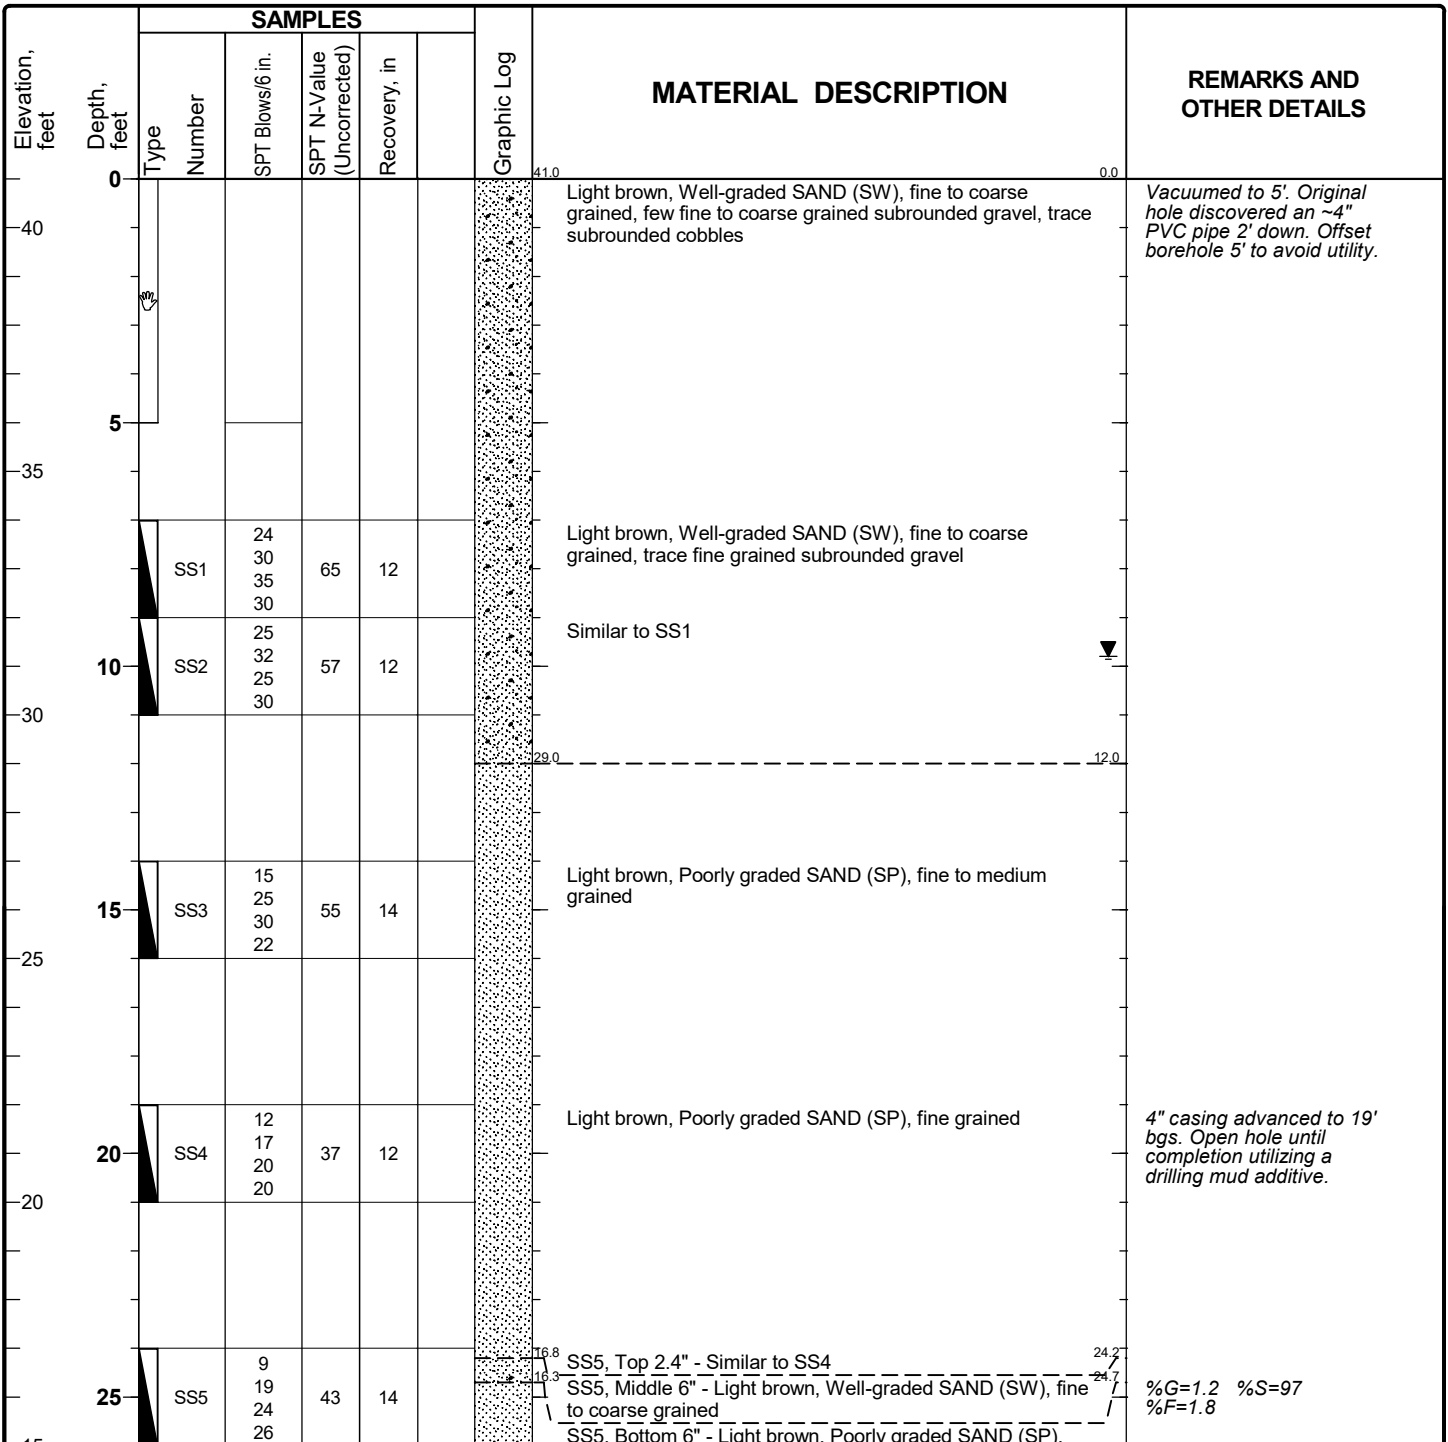 SAMPLES
Elevation,
feet
Depth,
feet
Type
Number
SPT Blows/6 in.
SPT N-Value
(Uncorrected)
Recovery, in
Graphic Log
MATERIAL DESCRIPTION
REMARKS AND
OTHER DETAILS
0
41.0
0.0
Light brown, Well-graded SAND (SW), fine to coarse
grained, few fine to coarse grained subrounded gravel, trace
subrounded cobbles
Vacuumed to 5'. Original
hole discovered an ~4"
PVC pipe 2' down. Offset
borehole 5' to avoid utility.
40
5
35
SS1
24
30
35
30
65
12
Light brown, Well-graded SAND (SW), fine to coarse
grained, trace fine grained subrounded gravel
10
SS2
25
32
25
30
57
12
Similar to SS1
30
29.0
12.0
15
SS3
15
25
30
22
55
14
Light brown, Poorly graded SAND (SP), fine to medium
grained
25
20
SS4
12
17
20
20
37
12
Light brown, Poorly graded SAND (SP), fine grained
4" casing advanced to 19'
bgs. Open hole until
completion utilizing a
drilling mud additive.
20
16.8
24.2
SS5, Top 2.4" - Similar to SS4
16.3
24.7
25
SS5
9
19
24
26
43
14
SS5, Middle 6" - Light brown, Well-graded SAND (SW), fine
to coarse grained
%G=1.2 %S=97
%F=1.8
SS5, Bottom 6" - Light brown, Poorly graded SAND (SP),
15